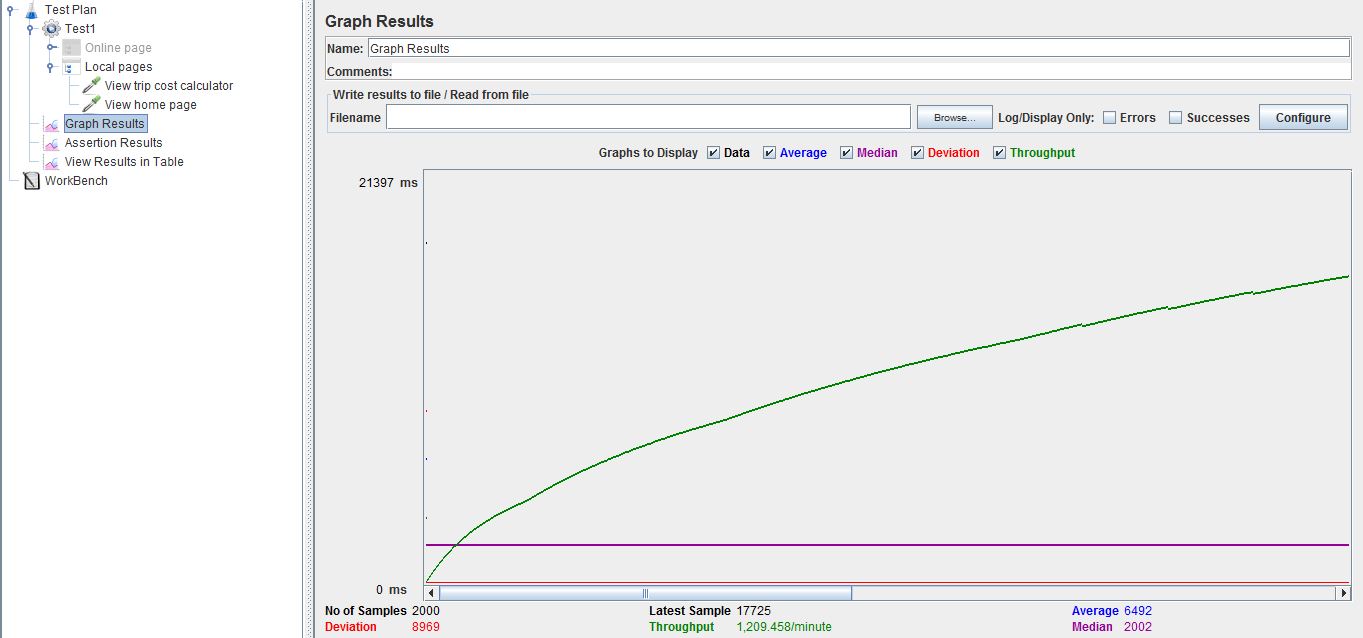 Test Plan
Test1
Online page
Local pages
View trip cost calculator
View home page
Graph Results
Assertion Results
View Results in Table
WorkBench
Graph Results
Name: Graph Results
Comments:
Write results to file / Read from file
Filename Browse... Log/Display Only: Errors Successes Configure
Graphs to Display Data Average Median Deviation Throughput
21397 ms
0 ms
No of Samples 2000 Latest Sample 17725 Average 6492
Deviation 8969 Throughput 1,209.458/minute Median 2002